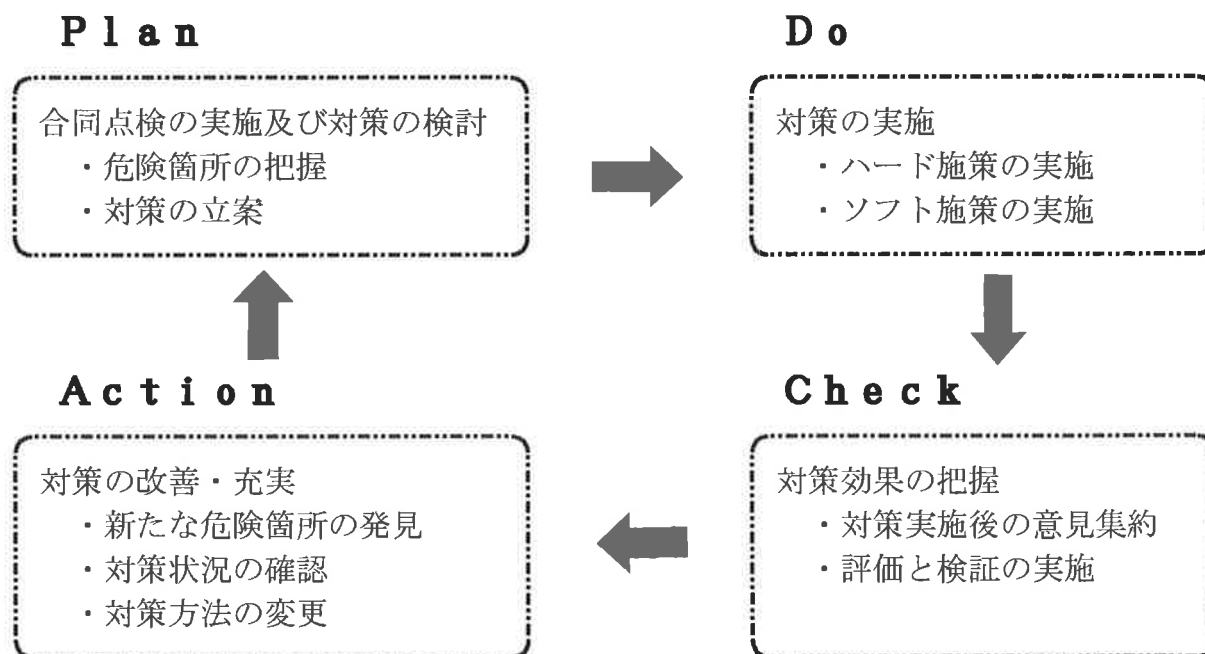 Plan
合同点検の実施及び対策の検討
・危険箇所の把握
・対策の立案
Do
対策の実施
・ハード施策の実施
・ソフト施策の実施
Check
対策効果の把握
・対策実施後の意見集約
・評価と検証の実施
Action
対策の改善・充実
・新たな危険箇所の発見
・対策状況の確認
・対策方法の変更